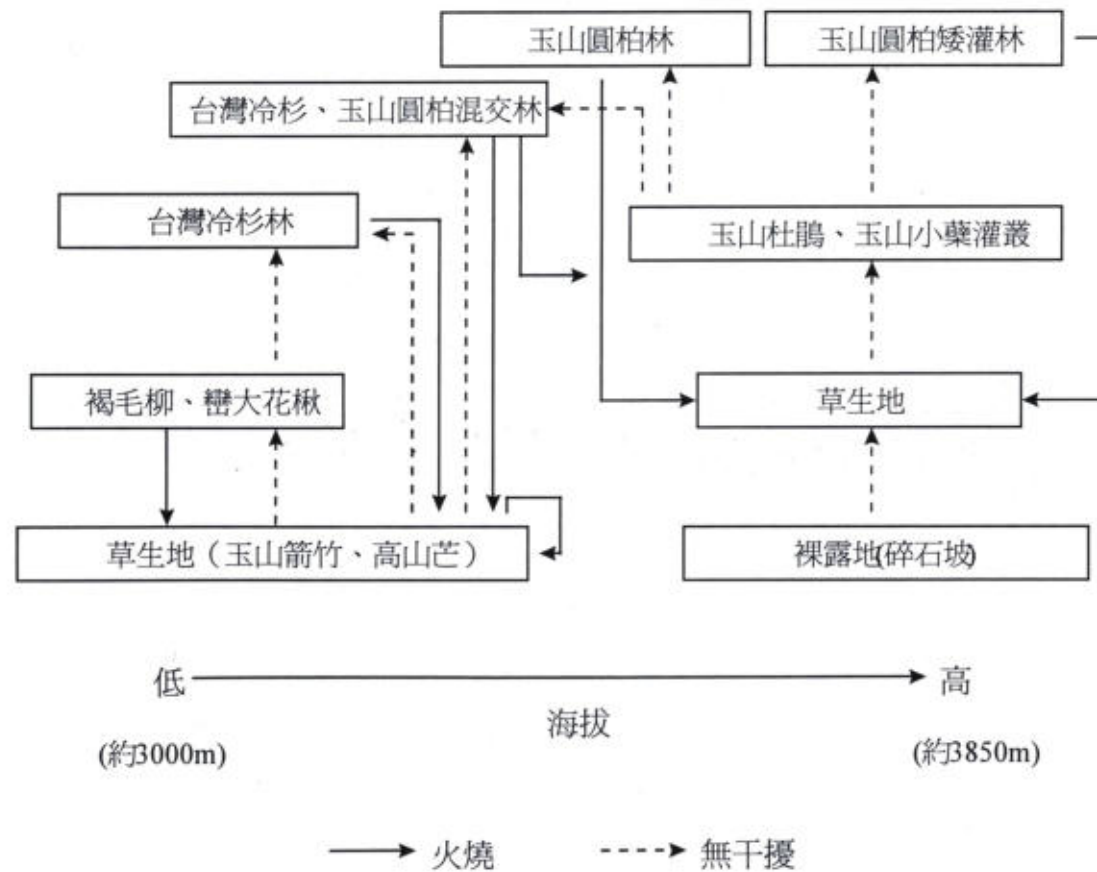 玉山圓柏林
玉山圓柏矮灌林
台灣冷杉、玉山圓柏混交林
台灣冷杉林
玉山杜鵑、玉山小蘗灌叢
褐毛柳、巒大花楸
草生地
草生地（玉山箭竹、高山芒）
裸露地(碎石坡)
低
高
海拔
(約3000m)
(約3850m)
火燒
無干擾